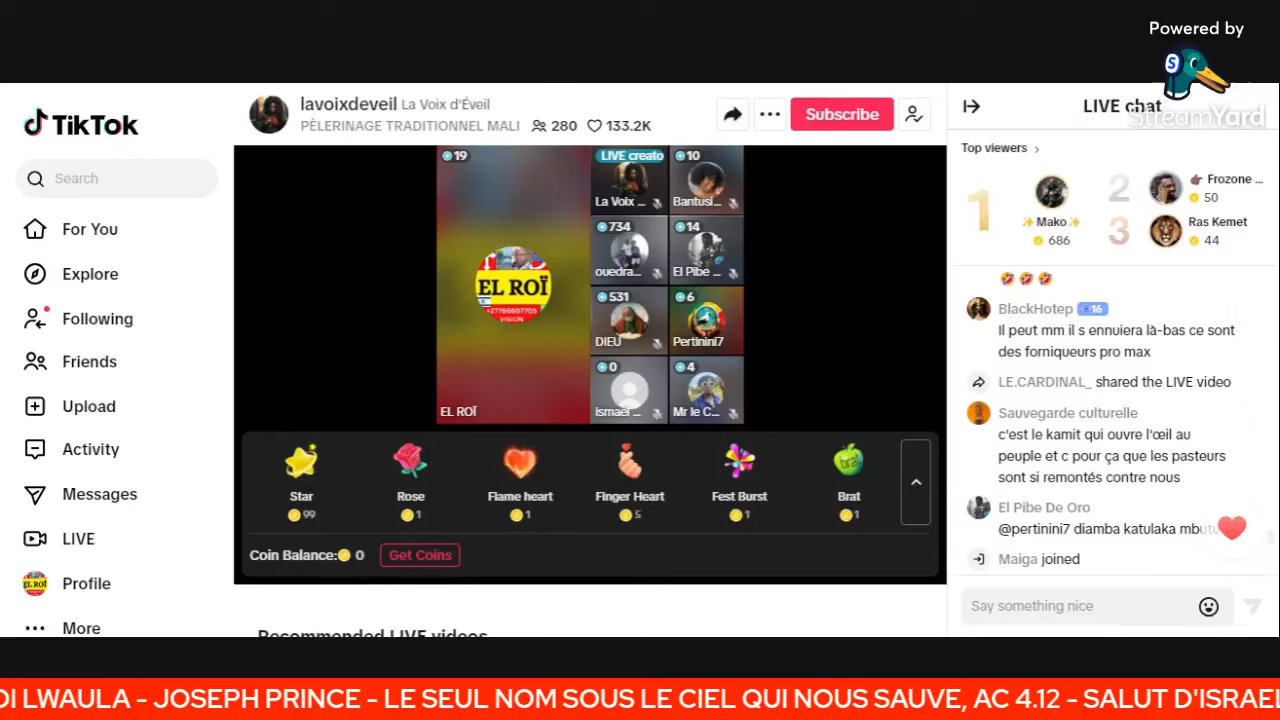 Powered by
StreamYard
TikTok
Search
For You
Explore
Following
Friends
Upload
Activity
Messages
LIVE
Profile
More
lavoixdeveil La Voix d'Éveil
PÈLERINAGE TRADITIONNEL MALI 280 133.2K
Subscribe
19
EL ROÏ
+27766607705
VISION
EL ROÏ
LIVE creato
La Voix ...
10
Bantusi...
734
ouedra...
14
El Pibe ...
531
DIEU
6
Pertinini7
0
ismael ...
4
Mr le C...
Star
99
Rose
1
Flame heart
1
Finger Heart
5
Fest Burst
1
Brat
1
Coin Balance: 0 Get Coins
Recommended LIVE videos
LIVE chat
Top viewers
1
Mako
686
2
Frozone ...
50
3
Ras Kemet
44
BlackHotep 16
Il peut mm il s ennuiera là-bas ce sont
des forniqueurs pro max
LE.CARDINAL_ shared the LIVE video
Sauvegarde culturelle
c'est le kamit qui ouvre l'œil au
peuple et c pour ça que les pasteurs
sont si remontés contre nous
El Pibe De Oro
@pertinini7 diamba katulaka mbutu
Maiga joined
Say something nice
DI LWAULA - JOSEPH PRINCE - LE SEUL NOM SOUS LE CIEL QUI NOUS SAUVE, AC 4.12 - SALUT D'ISRAEL